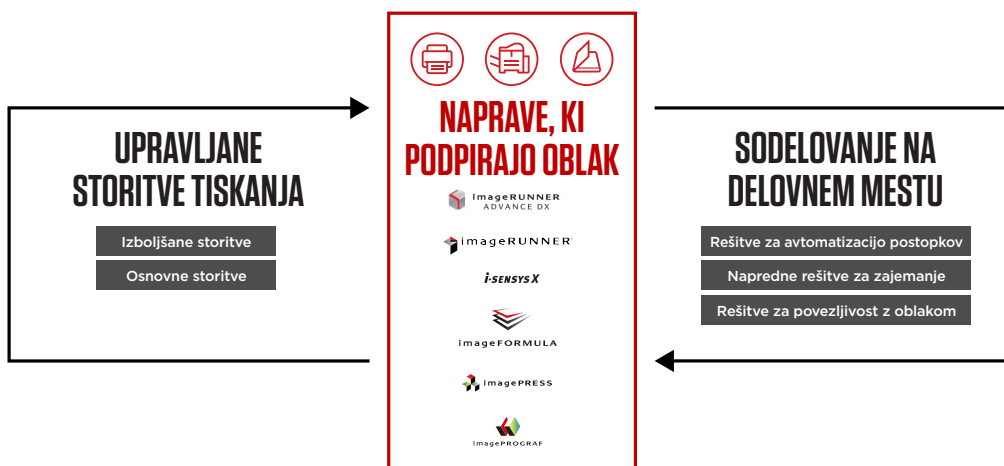 UPRAVLJANE
STORITVE TISKANJA
Izboljšane storitve
Osnovne storitve
NAPRAVE, KI
PODPIRAJO OBLAK
imageRUNNER
ADVANCE DX
imageRUNNER
i-SENSYS X
imageFORMULA
imagePRESS
imagePROGRAF
SODELOVANJE NA
DELOVNEM MESTU
Rešitve za avtomatizacijo postopkov
Napredne rešitve za zajemanje
Rešitve za povezljivost z oblakom